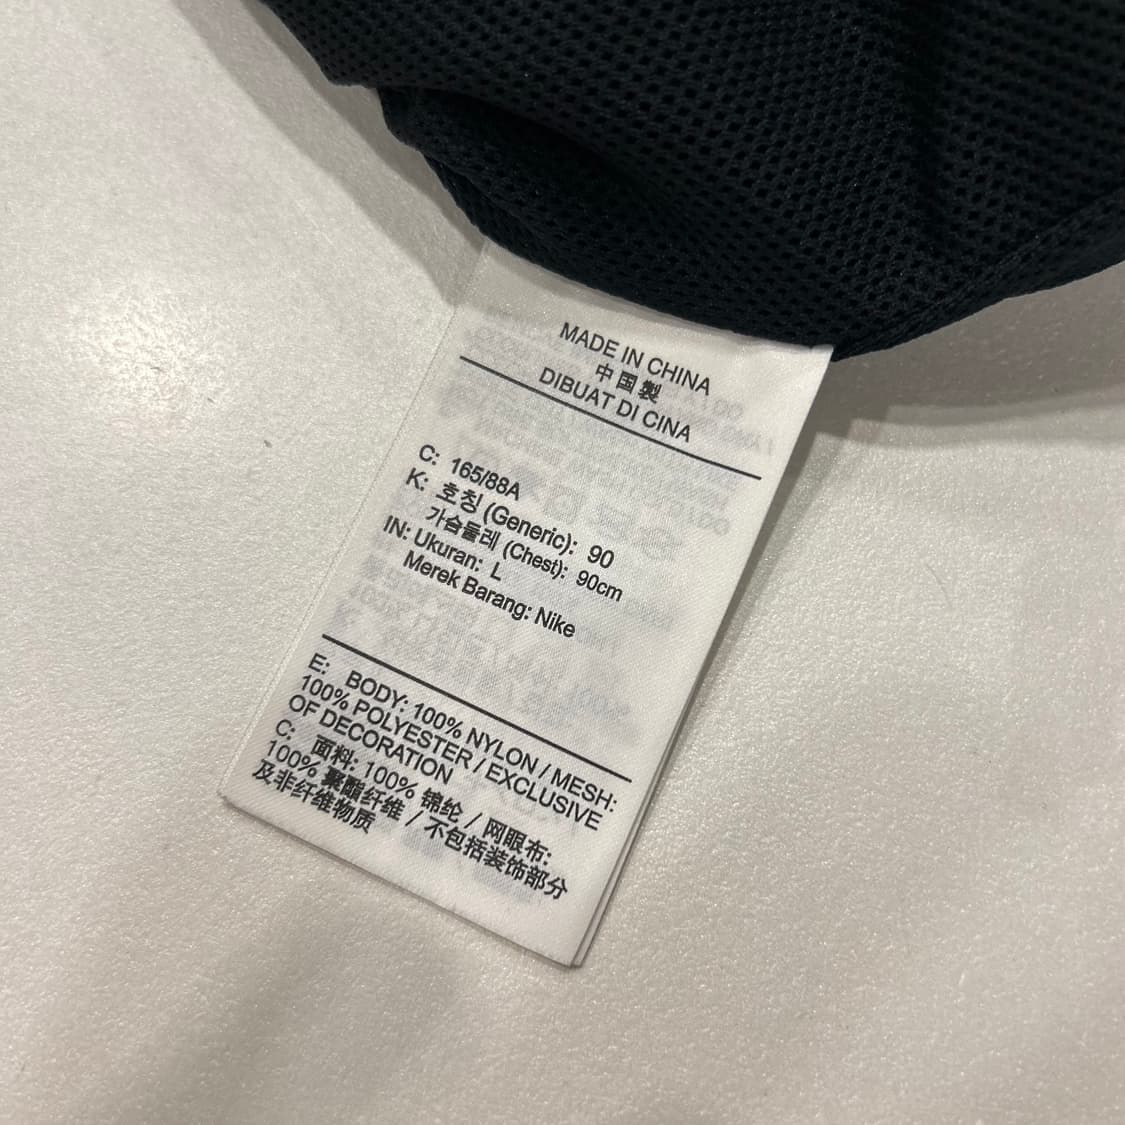 MADE IN CHINA
中国製
DIBUAT DI CINA
C: 165/88A
K: 호칭 (Generic): 90
가슴둘레 (Chest): 90cm
IN: Ukuran: L
Merek Barang: Nike
E: BODY: 100% NYLON / MESH:
100% POLYESTER / EXCLUSIVE
OF DECORATION
C: 面料: 100% 锦纶 / 网眼布:
100% 聚酯纤维 / 不包括装饰部分
及非纤维物质